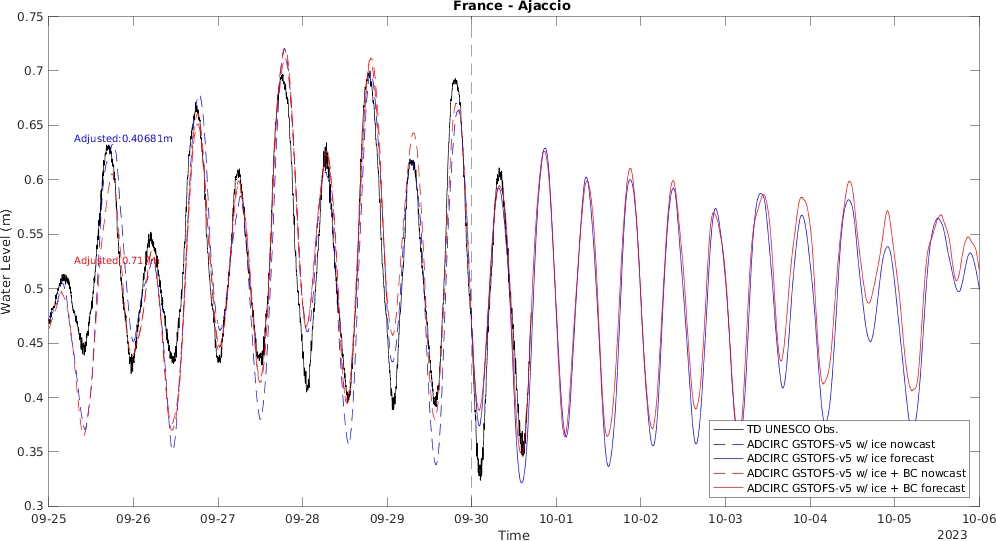 France - Ajaccio
0.75
0.7
0.65
0.6
0.55
0.5
0.45
0.4
0.35
0.3
Water Level (m)
Adjusted:0.40681m
Adjusted:0.71
TD UNESCO Obs.
ADCIRC GSTOFS-v5 w/ ice nowcast
ADCIRC GSTOFS-v5 w/ ice forecast
ADCIRC GSTOFS-v5 w/ ice + BC nowcast
ADCIRC GSTOFS-v5 w/ ice + BC forecast
09-25 09-26 09-27 09-28 09-29 09-30 10-01 10-02 10-03 10-04 10-05 10-06
Time
2023